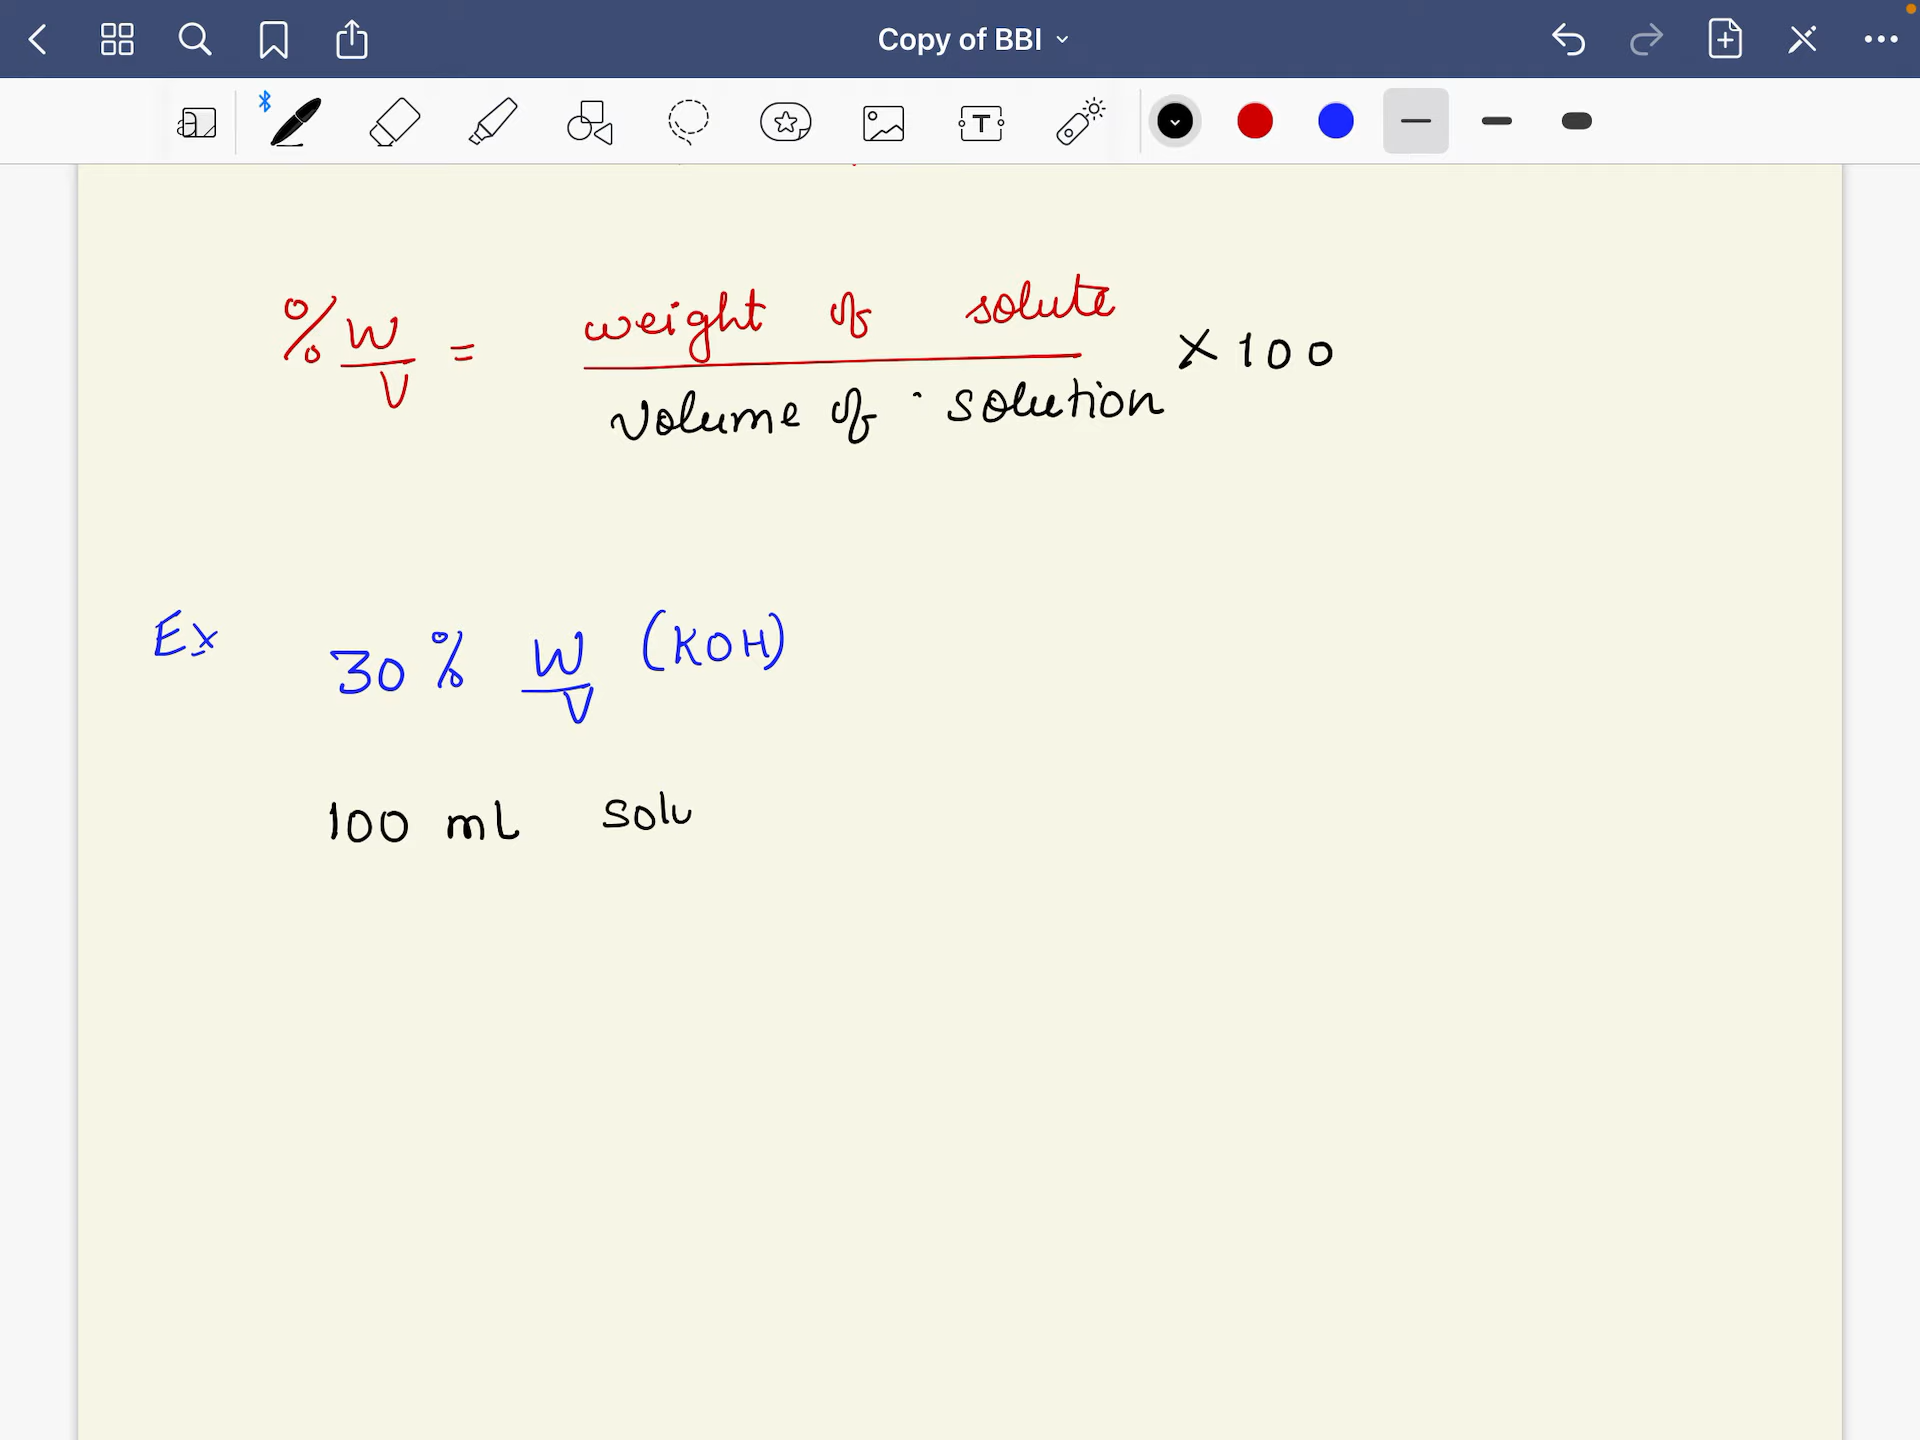 Copy of BBI
% W/V = weight of solute / volume of solution × 100
Ex 30 % W/V (KOH)
100 mL solu